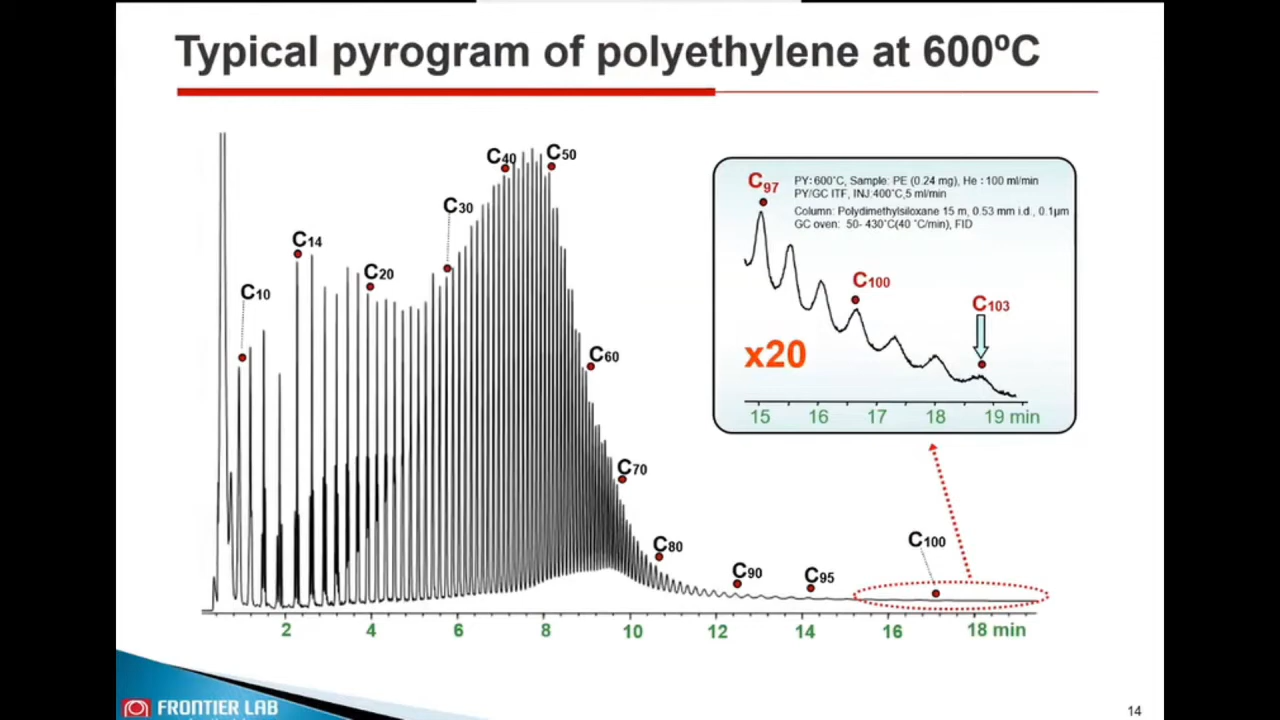 Typical pyrogram of polyethylene at 600ºC
C10
C14
C20
C30
C40
C50
C60
C70
C80
C90
C95
C100
2 4 6 8 10 12 14 16 18 min
C97
PY: 600˚C, Sample: PE (0.24 mg), He : 100 ml/min
PY/GC ITF, INJ:400˚C,5 ml/min
Column: Polydimethylsiloxane 15 m, 0.53 mm i.d., 0.1µm
GC oven: 50- 430˚C(40 ˚C/min), FID
C100
C103
x20
15 16 17 18 19 min
FRONTIER LAB
14